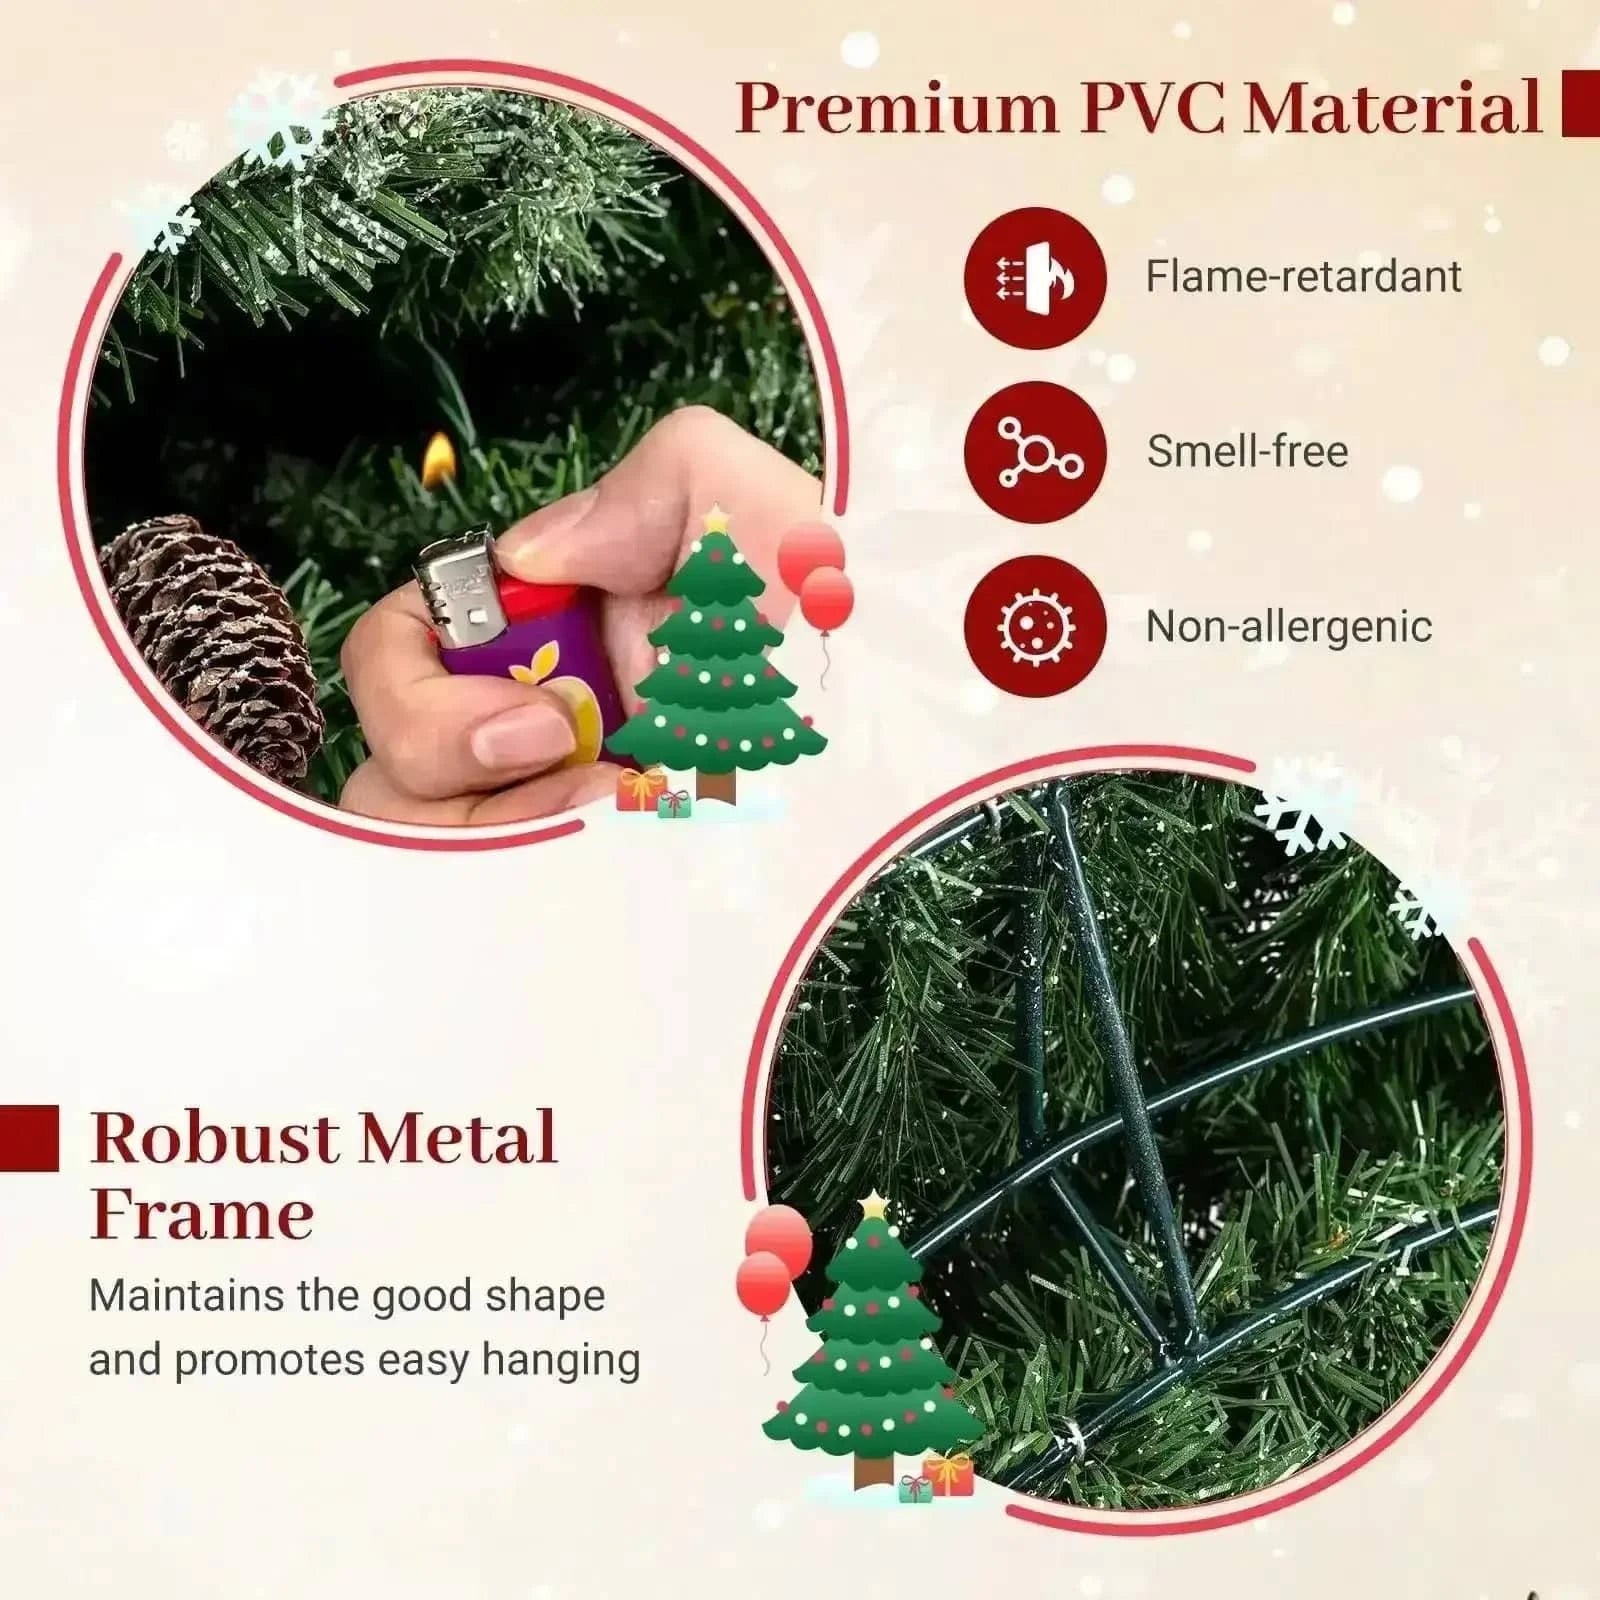 Premium PVC Material
Flame-retardant
Smell-free
Non-allergenic
Robust Metal
Frame
Maintains the good shape
and promotes easy hanging